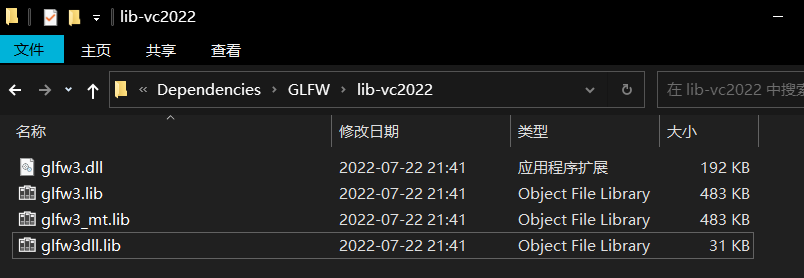 lib-vc2022
文件 主页 共享 查看
« Dependencies > GLFW > lib-vc2022 在 lib-vc2022 中搜索
名称 修改日期 类型 大小
glfw3.dll 2022-07-22 21:41 应用程序扩展 192 KB
glfw3.lib 2022-07-22 21:41 Object File Library 483 KB
glfw3_mt.lib 2022-07-22 21:41 Object File Library 483 KB
glfw3dll.lib 2022-07-22 21:41 Object File Library 31 KB